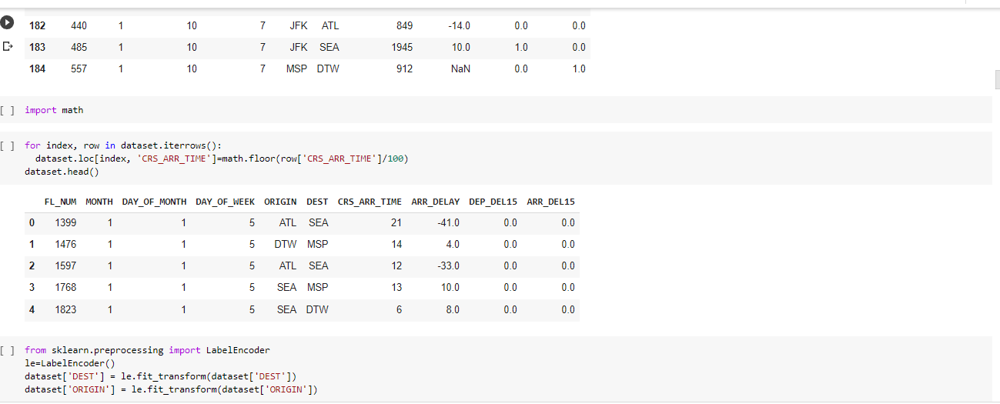 182 440 1 10 7 JFK ATL 849 -14.0 0.0 0.0
183 485 1 10 7 JFK SEA 1945 10.0 1.0 0.0
184 557 1 10 7 MSP DTW 912 NaN 0.0 1.0
[ ] import math
[ ] for index, row in dataset.iterrows():
dataset.loc[index, 'CRS_ARR_TIME']=math.floor(row['CRS_ARR_TIME']/100)
dataset.head()
FL_NUM MONTH DAY_OF_MONTH DAY_OF_WEEK ORIGIN DEST CRS_ARR_TIME ARR_DELAY DEP_DEL15 ARR_DEL15
0 1399 1 1 5 ATL SEA 21 -41.0 0.0 0.0
1 1476 1 1 5 DTW MSP 14 4.0 0.0 0.0
2 1597 1 1 5 ATL SEA 12 -33.0 0.0 0.0
3 1768 1 1 5 SEA MSP 13 10.0 0.0 0.0
4 1823 1 1 5 SEA DTW 6 8.0 0.0 0.0
[ ] from sklearn.preprocessing import LabelEncoder
le=LabelEncoder()
dataset['DEST'] = le.fit_transform(dataset['DEST'])
dataset['ORIGIN'] = le.fit_transform(dataset['ORIGIN'])